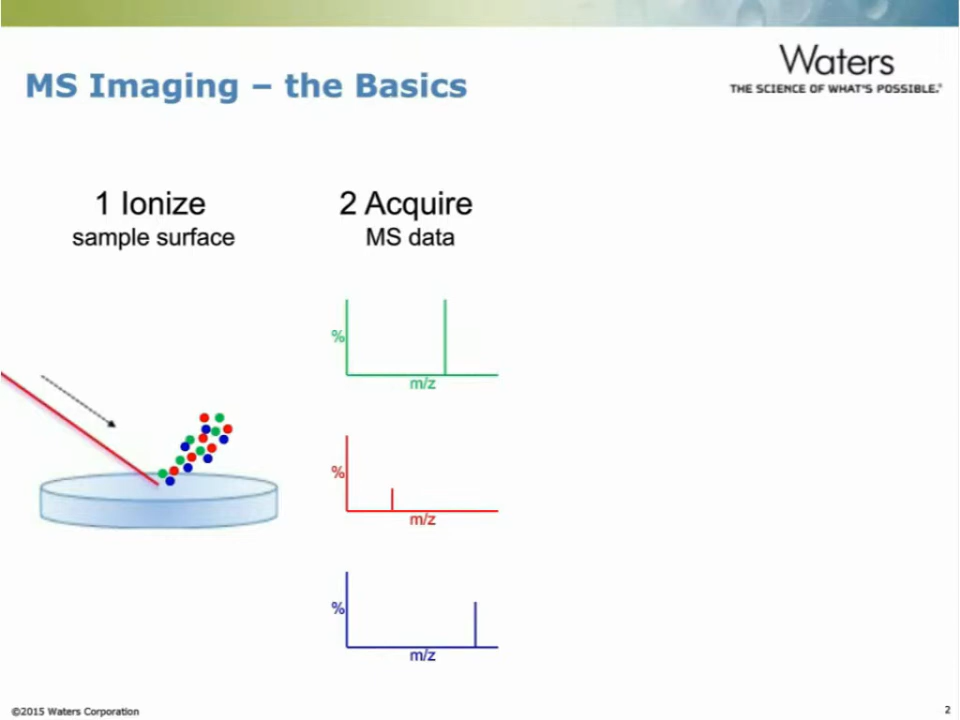 MS Imaging – the Basics
Waters
THE SCIENCE OF WHAT'S POSSIBLE.®
1 Ionize
sample surface
2 Acquire
MS data
%
m/z
%
m/z
%
m/z
©2015 Waters Corporation
2